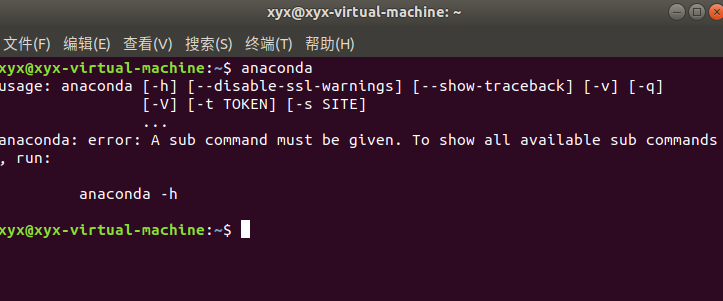 xyx@xyx-virtual-machine: ~
文件(F) 编辑(E) 查看(V) 搜索(S) 终端(T) 帮助(H)
xyx@xyx-virtual-machine:~$ anaconda
usage: anaconda [-h] [--disable-ssl-warnings] [--show-traceback] [-v] [-q]
[-V] [-t TOKEN] [-s SITE]
...
anaconda: error: A sub command must be given. To show all available sub commands
, run:
anaconda -h
xyx@xyx-virtual-machine:~$